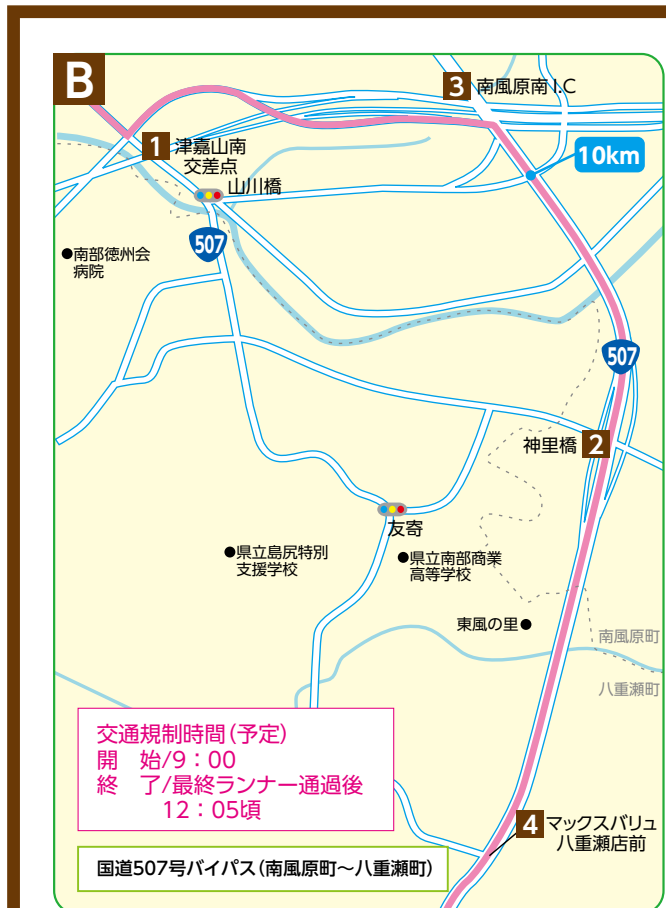 B
3 南風原南I.C
1 津嘉山南
交差点
山川橋
10km
507
●南部徳州会
病院
507
神里橋 2
友寄
●県立島尻特別
支援学校
●県立南部商業
高等学校
東風の里●
南風原町
八重瀬町
交通規制時間(予定)
開 始/9:00
終 了/最終ランナー通過後
12:05頃
4 マックスバリュ
八重瀬店前
国道507号バイパス(南風原町~八重瀬町)